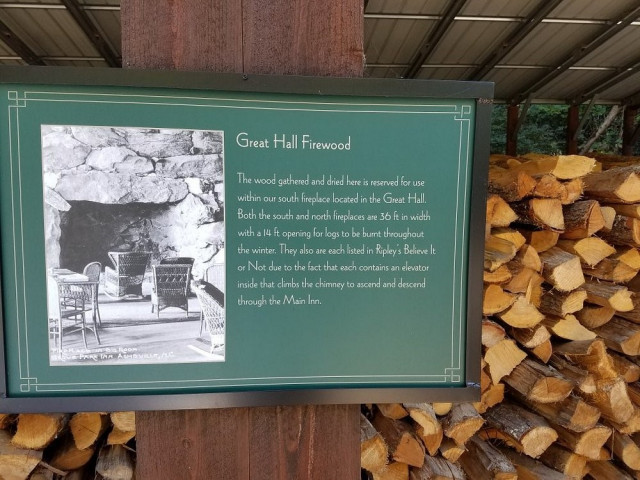 Great Hall Firewood
The wood gathered and dried here is reserved for use
within our south fireplace located in the Great Hall.
Both the south and north fireplaces are 36 ft in width
with a 14 ft opening for logs to be burnt throughout
the winter. They also are each listed in Ripley's Believe It
or Not due to the fact that each contains an elevator
inside that climbs the chimney to ascend and descend
through the Main Inn.
Park Inn Asheville, N.C.